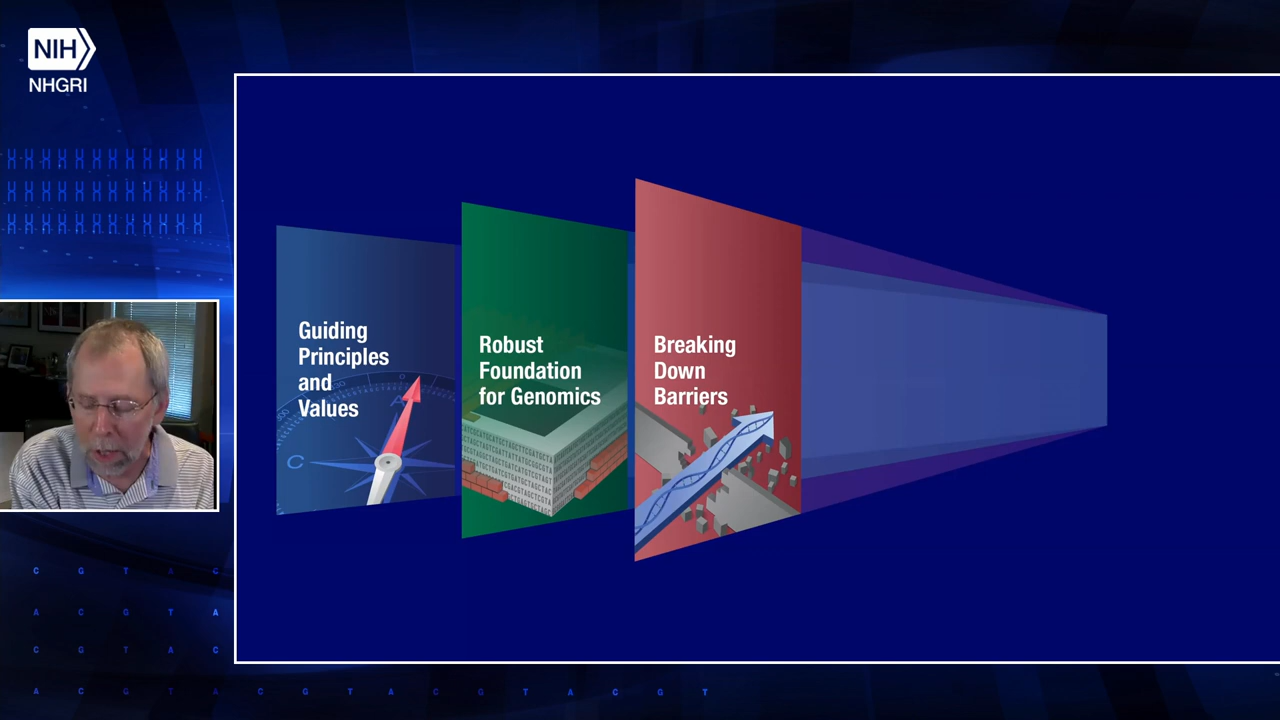 NIH
NHGRI
Guiding
Principles
and
Values
Robust
Foundation
for Genomics
Breaking
Down
Barriers
C
C G T A C
A C G T A
C G T A C
A C G T A C G T A C G T A C G T